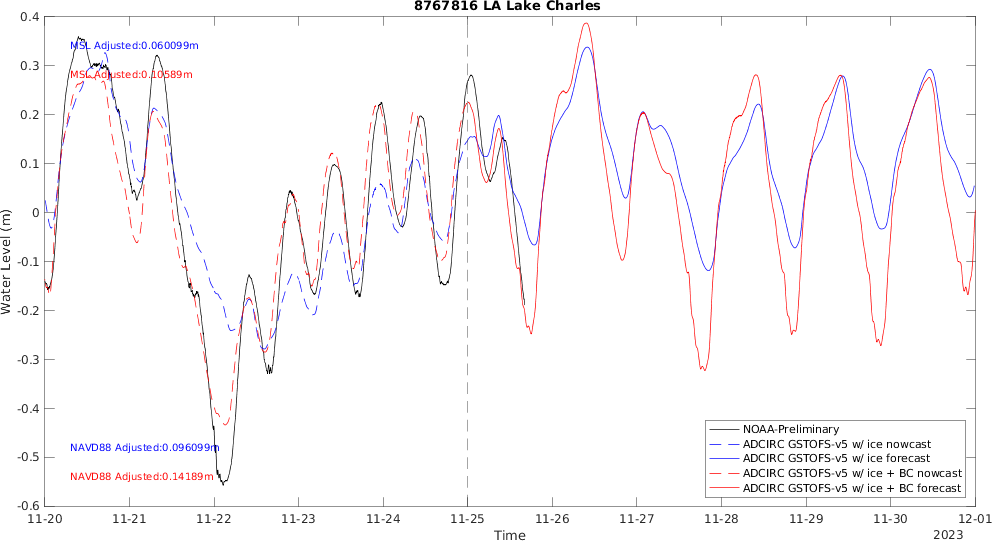 8767816 LA Lake Charles
0.4
0.3
0.2
0.1
0
-0.1
-0.2
-0.3
-0.4
-0.5
-0.6
Water Level (m)
MSL Adjusted:0.060099m
MSL Adjusted:0.10589m
NAVD88 Adjusted:0.096099m
NAVD88 Adjusted:0.14189m
NOAA-Preliminary
ADCIRC GSTOFS-v5 w/ ice nowcast
ADCIRC GSTOFS-v5 w/ ice forecast
ADCIRC GSTOFS-v5 w/ ice + BC nowcast
ADCIRC GSTOFS-v5 w/ ice + BC forecast
11-20 11-21 11-22 11-23 11-24 11-25 11-26 11-27 11-28 11-29 11-30 12-01
Time
2023